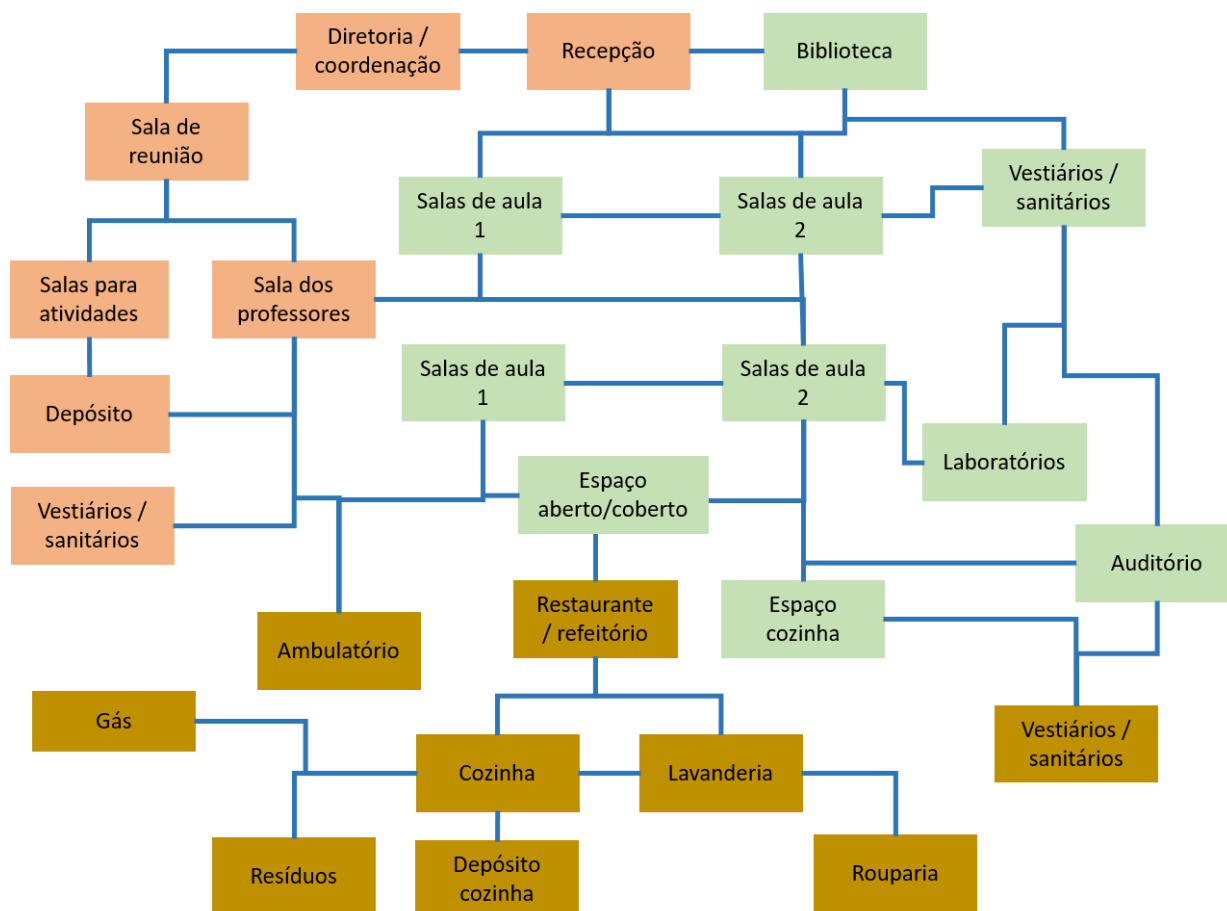 Diretoria /
coordenação
Recepção
Biblioteca
Sala de
reunião
Salas de aula
1
Salas de aula
2
Vestiários /
sanitários
Salas para
atividades
Sala dos
professores
Salas de aula
1
Salas de aula
2
Depósito
Laboratórios
Vestiários /
sanitários
Espaço
aberto/coberto
Auditório
Restaurante
/ refeitório
Espaço
cozinha
Ambulatório
Gás
Vestiários /
sanitários
Cozinha
Lavanderia
Resíduos
Depósito
cozinha
Rouparia